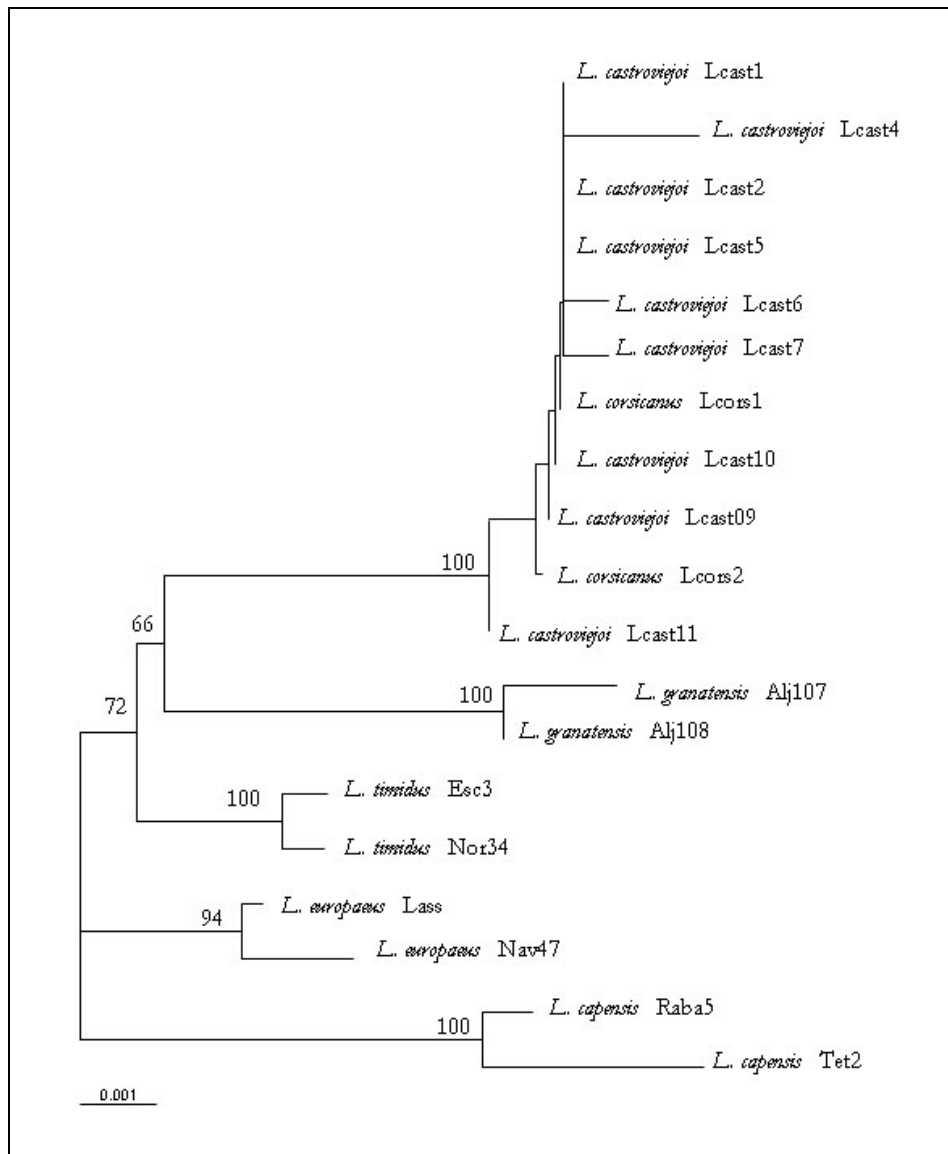 L. castroviejoi Lcast1
L. castroviejoi Lcast4
L. castroviejoi Lcast2
L. castroviejoi Lcast5
L. castroviejoi Lcast6
L. castroviejoi Lcast7
L. corsicanus Lcors1
L. castroviejoi Lcast10
L. castroviejoi Lcast09
100
L. corsicanus Lcors2
66
L. castroviejoi Lcast11
100
L. granatensis Alj107
72
L. granatensis Alj108
L. timidus Esc3
100
L. timidus Nor34
L. europaeus Lass
94
L. europaeus Nav47
L. capensis Raba5
100
L. capensis Tet2
0.001